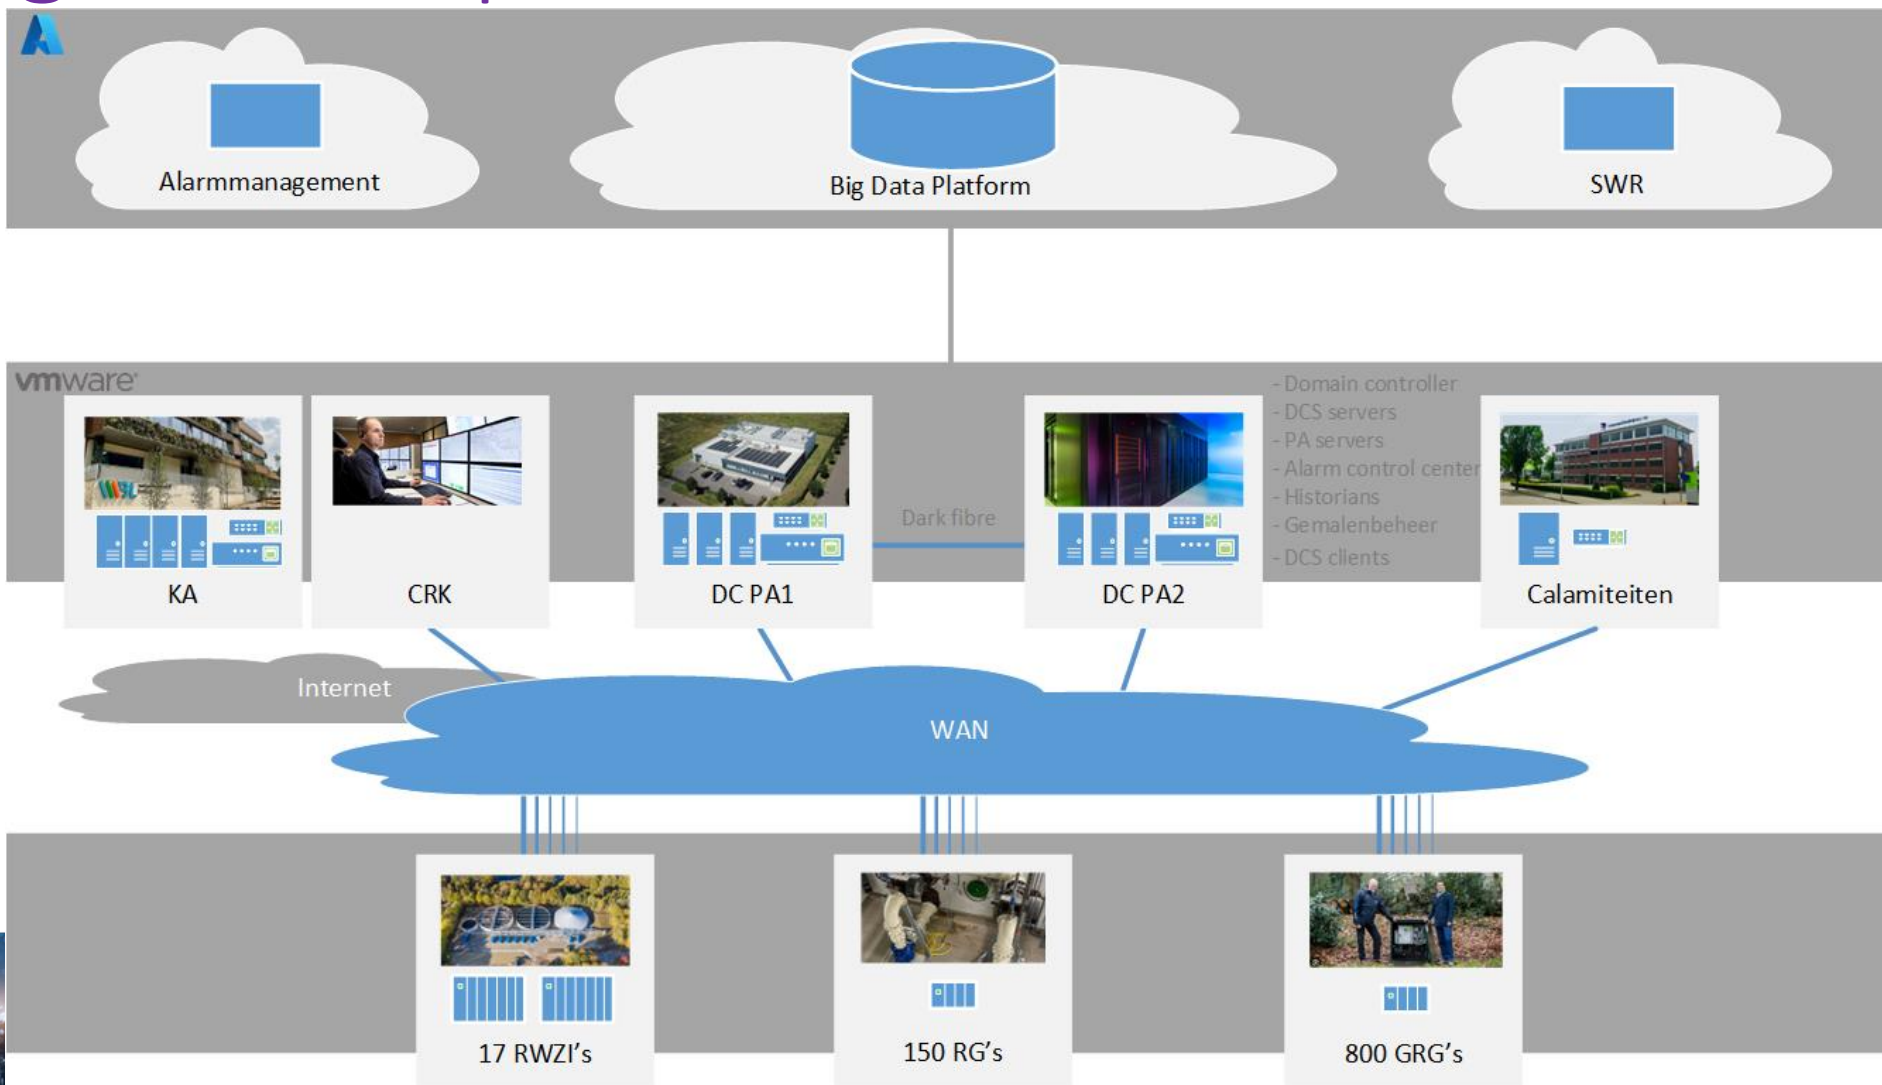 Alarmmanagement
Big Data Platform
SWR
vmware
- Domain controller
- DCS servers
- PA servers
- Alarm control center
- Historians
- Gemalenbeheer
- DCS clients
Dark fibre
KA
CRK
DC PA1
DC PA2
Calamiteiten
Internet
WAN
17 RWZI's
150 RG's
800 GRG's